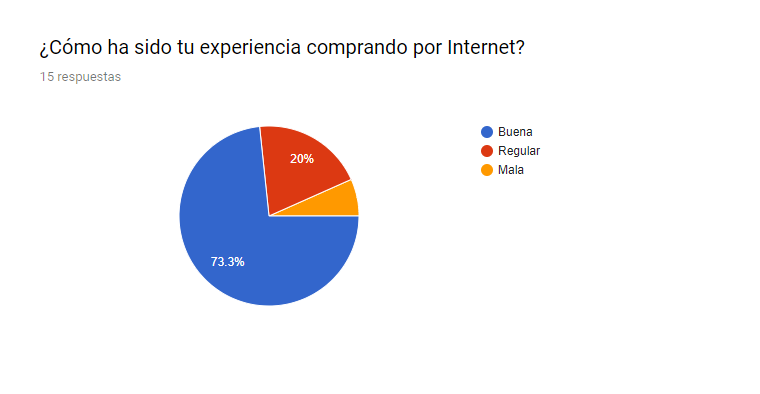 ¿Cómo ha sido tu experiencia comprando por Internet?
15 respuestas
Buena
Regular
Mala
20%
73.3%